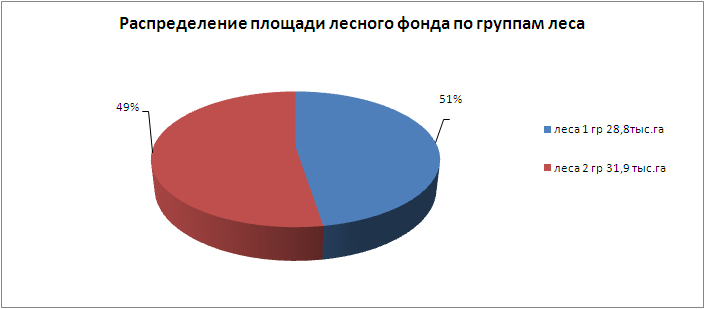 Распределение площади лесного фонда по группам леса
49%
51%
леса 1 гр 28,8тыс.га
леса 2 гр 31,9 тыс.га